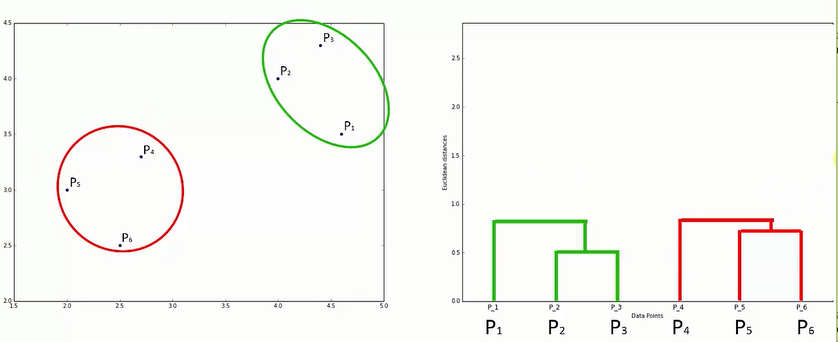 4.5
4.0
3.5
3.0
2.5
2.0
1.5 2.0 2.5 3.0 3.5 4.0 4.5 5.0
P3
P2
P1
P4
P5
P6
2.5
2.0
1.5
1.0
0.5
0.0
Euclidean distances
P_1 P_2 P_3 P_4 P_5 P_6
Data Points
P1 P2 P3 P4 P5 P6